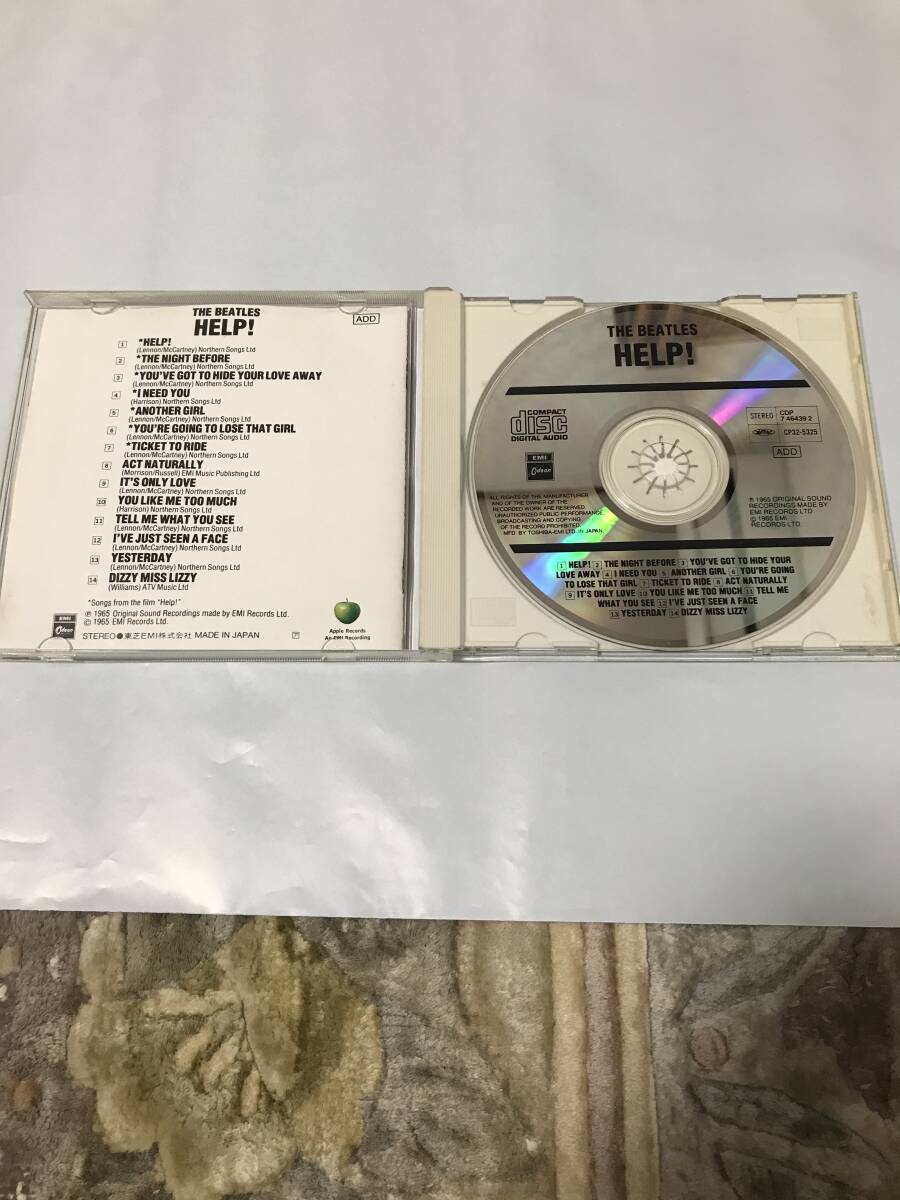 THE BEATLES
HELP!
ADD
1 *HELP!
(Lennon/McCartney) Northern Songs Ltd
2 *THE NIGHT BEFORE
(Lennon/McCartney) Northern Songs Ltd
3 *YOU'VE GOT TO HIDE YOUR LOVE AWAY
(Lennon/McCartney) Northern Songs Ltd
4 *I NEED YOU
(Harrison) Northern Songs Ltd
5 *ANOTHER GIRL
(Lennon/McCartney) Northern Songs Ltd
6 *YOU'RE GOING TO LOSE THAT GIRL
(Lennon/McCartney) Northern Songs Ltd
7 *TICKET TO RIDE
(Lennon/McCartney) Northern Songs Ltd
8 ACT NATURALLY
(Morrison/Russell) EMI Music Publishing Ltd
9 IT'S ONLY LOVE
(Lennon/McCartney) Northern Songs Ltd
10 YOU LIKE ME TOO MUCH
(Harrison) Northern Songs Ltd
11 TELL ME WHAT YOU SEE
(Lennon/McCartney) Northern Songs Ltd
12 I'VE JUST SEEN A FACE
(Lennon/McCartney) Northern Songs Ltd
13 YESTERDAY
(Lennon/McCartney) Northern Songs Ltd
14 DIZZY MISS LIZZY
(Williams) ATV Music Ltd
*Songs from the film "Help!"
℗ 1965 Original Sound Recordings made by EMI Records Ltd.
© 1965 EMI Records Ltd.
EMI
Odeon
STEREO●東芝EMI株式会社 MADE IN JAPAN
Apple Records
An EMI Recording
THE BEATLES
HELP!
COMPACT
disc
DIGITAL AUDIO
STEREO
CDP
7 46439 2
CP32-5325
ADD
EMI
Odeon
ALL RIGHTS OF THE MANUFACTURER
AND OF THE OWNER OF THE
RECORDED WORK ARE RESERVED.
UNAUTHORIZED PUBLIC PERFORMANCE
BROADCASTING AND COPYING
OF THE RECORD PROHIBITED.
MFD. BY TOSHIBA-EMI LTD. IN JAPAN.
℗ 1965 ORIGINAL SOUND
RECORDINGS MADE BY
EMI RECORDS LTD.
© 1965 EMI
RECORDS LTD.
1 HELP! 2 THE NIGHT BEFORE 3 YOU'VE GOT TO HIDE YOUR
LOVE AWAY 4 I NEED YOU 5 ANOTHER GIRL 6 YOU'RE GOING
TO LOSE THAT GIRL 7 TICKET TO RIDE 8 ACT NATURALLY
9 IT'S ONLY LOVE 10 YOU LIKE ME TOO MUCH 11 TELL ME
WHAT YOU SEE 12 I'VE JUST SEEN A FACE
13 YESTERDAY 14 DIZZY MISS LIZZY